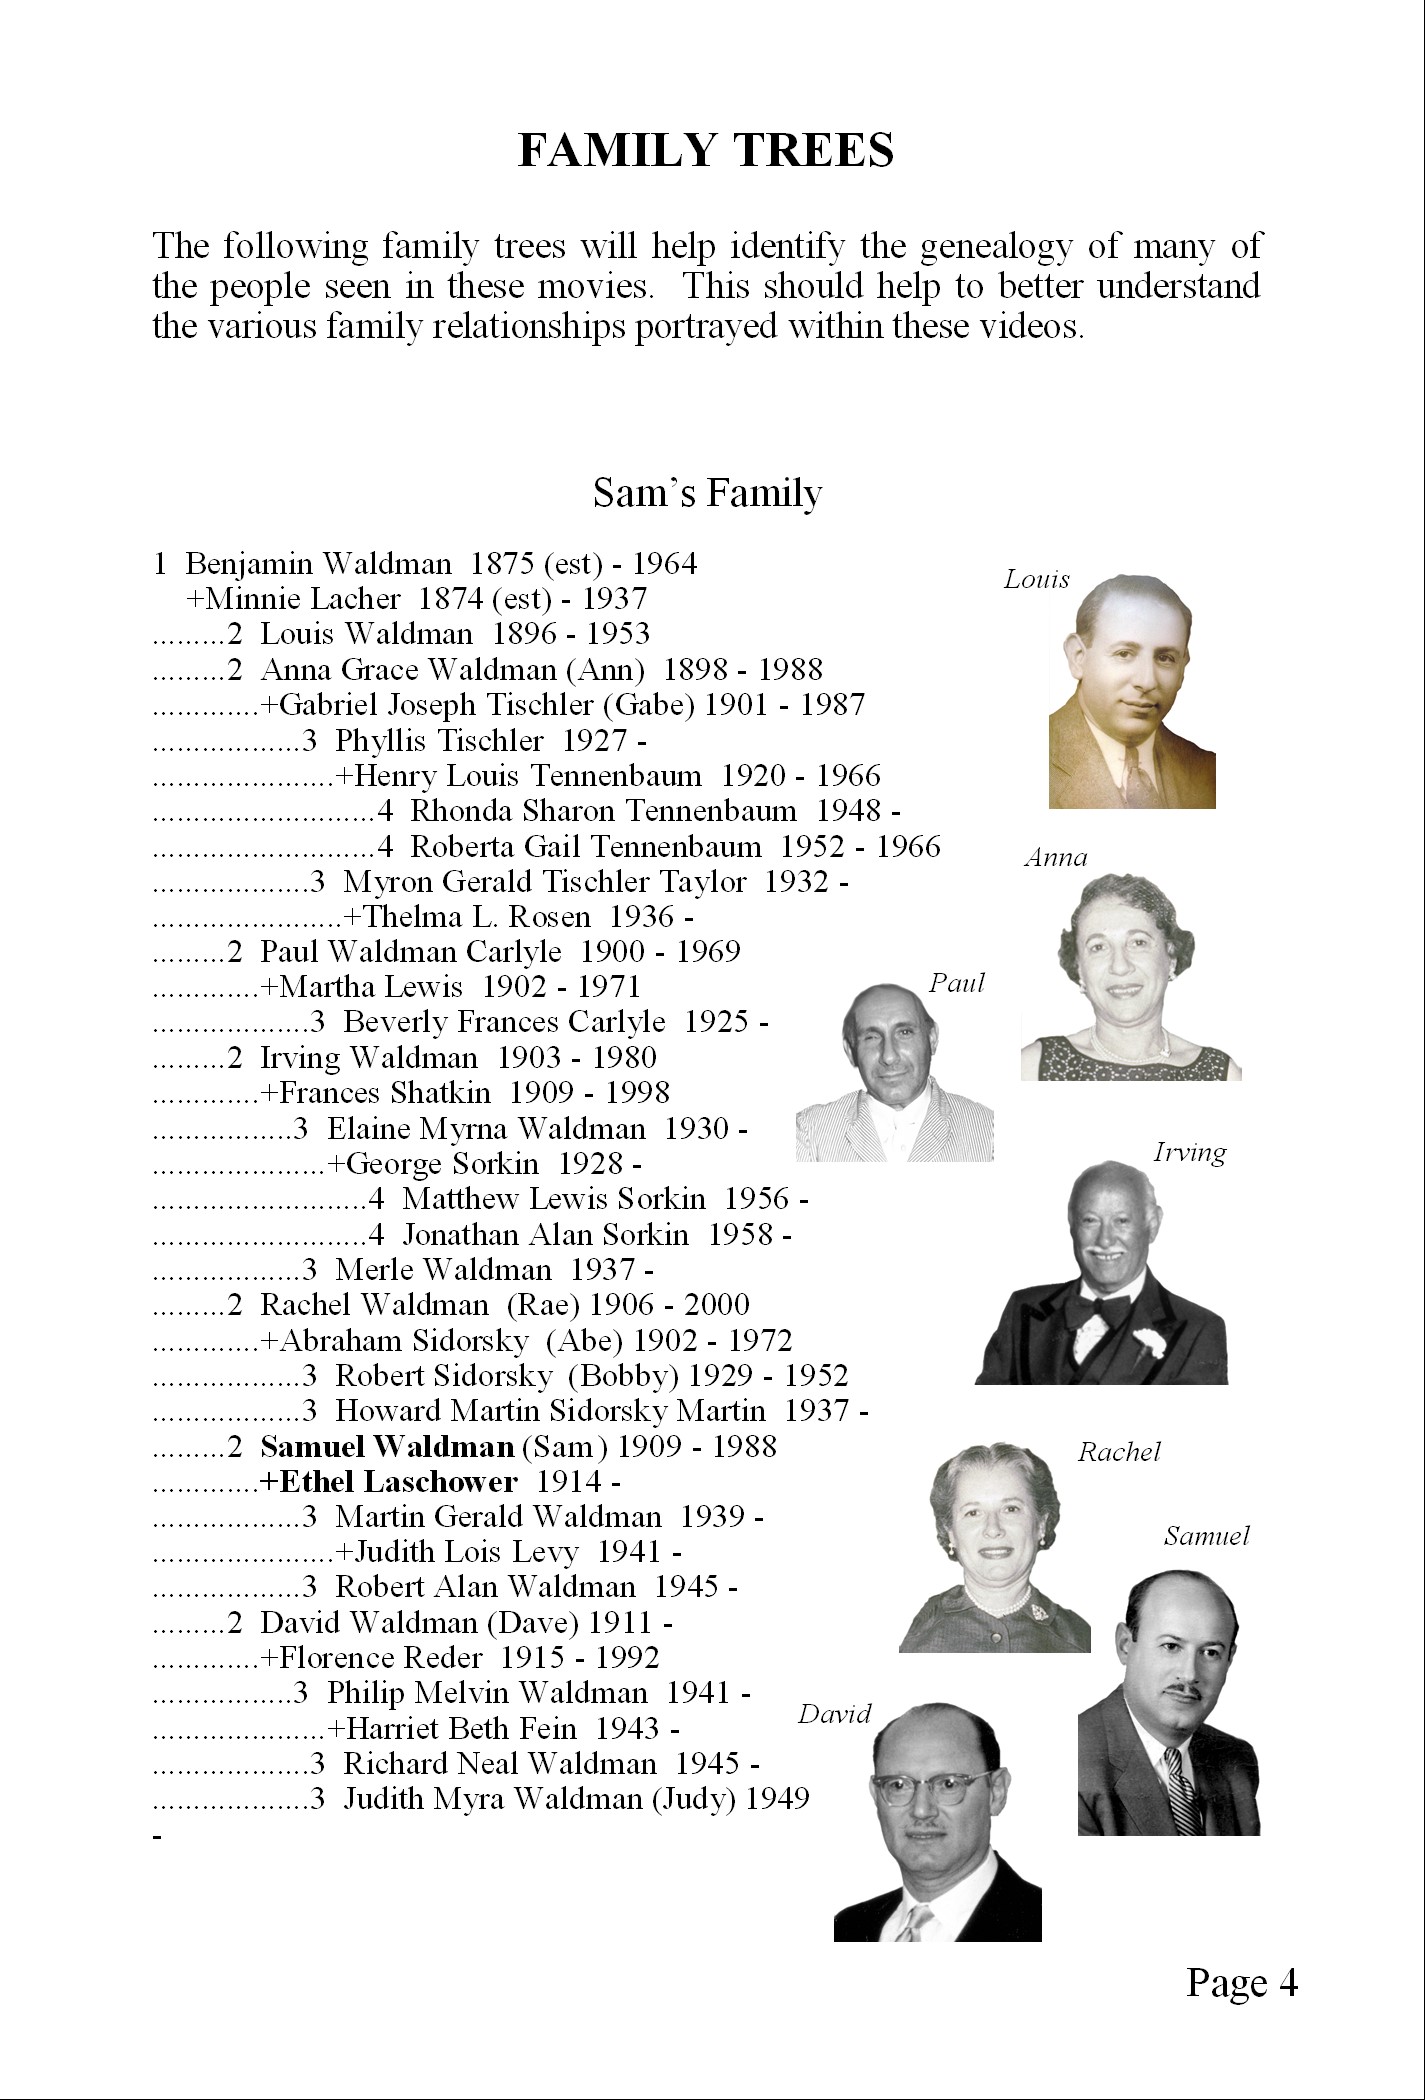 FAMILY TREES
The following family trees will help identify the genealogy of many of
the people seen in these movies.  This should help to better understand
the various family relationships portrayed within these videos.
Sam’s Family
1  Benjamin Waldman  1875 (est) - 1964
+Minnie Lacher  1874 (est) - 1937
.........2  Louis Waldman  1896 - 1953
.........2  Anna Grace Waldman (Ann)  1898 - 1988
.............+Gabriel Joseph Tischler (Gabe) 1901 - 1987
..................3  Phyllis Tischler  1927 -
......................+Henry Louis Tennenbaum  1920 - 1966
...........................4  Rhonda Sharon Tennenbaum  1948 -
...........................4  Roberta Gail Tennenbaum  1952 - 1966
...................3  Myron Gerald Tischler Taylor  1932 -
.......................+Thelma L. Rosen  1936 -
.........2  Paul Waldman Carlyle  1900 - 1969
.............+Martha Lewis  1902 - 1971
...................3  Beverly Frances Carlyle  1925 -
.........2  Irving Waldman  1903 - 1980
.............+Frances Shatkin  1909 - 1998
.................3  Elaine Myrna Waldman  1930 -
.....................+George Sorkin  1928 -
..........................4  Matthew Lewis Sorkin  1956 -
..........................4  Jonathan Alan Sorkin  1958 -
..................3  Merle Waldman  1937 -
.........2  Rachel Waldman  (Rae) 1906 - 2000
.............+Abraham Sidorsky  (Abe) 1902 - 1972
..................3  Robert Sidorsky  (Bobby) 1929 - 1952
..................3  Howard Martin Sidorsky Martin  1937 -
.........2  Samuel Waldman (Sam) 1909 - 1988
.............+Ethel Laschower  1914 -
..................3  Martin Gerald Waldman  1939 -
......................+Judith Lois Levy  1941 -
..................3  Robert Alan Waldman  1945 -
.........2  David Waldman (Dave) 1911 -
.............+Florence Reder  1915 - 1992
.................3  Philip Melvin Waldman  1941 -
.....................+Harriet Beth Fein  1943 -
...................3  Richard Neal Waldman  1945 -
...................3  Judith Myra Waldman (Judy) 1949
-
Louis
Anna
Paul
Irving
Rachel
Samuel
David
Page 4